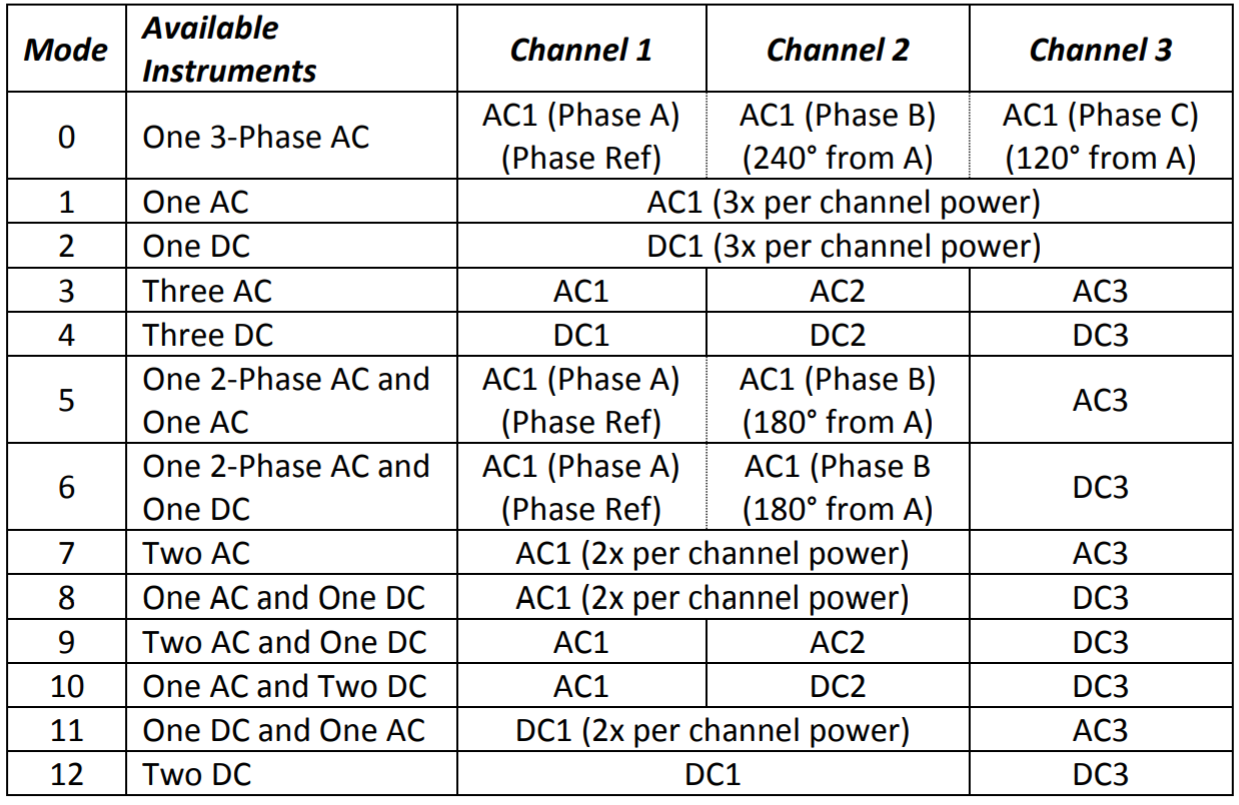 Mode Available Instruments Channel 1 Channel 2 Channel 3
0 One 3-Phase AC AC1 (Phase A) (Phase Ref) AC1 (Phase B) (240° from A) AC1 (Phase C) (120° from A)
1 One AC AC1 (3x per channel power)
2 One DC DC1 (3x per channel power)
3 Three AC AC1 AC2 AC3
4 Three DC DC1 DC2 DC3
5 One 2-Phase AC and One AC AC1 (Phase A) (Phase Ref) AC1 (Phase B) (180° from A) AC3
6 One 2-Phase AC and One DC AC1 (Phase A) (Phase Ref) AC1 (Phase B (180° from A) DC3
7 Two AC AC1 (2x per channel power) AC3
8 One AC and One DC AC1 (2x per channel power) DC3
9 Two AC and One DC AC1 AC2 DC3
10 One AC and Two DC AC1 DC2 DC3
11 One DC and One AC DC1 (2x per channel power) AC3
12 Two DC DC1 DC3